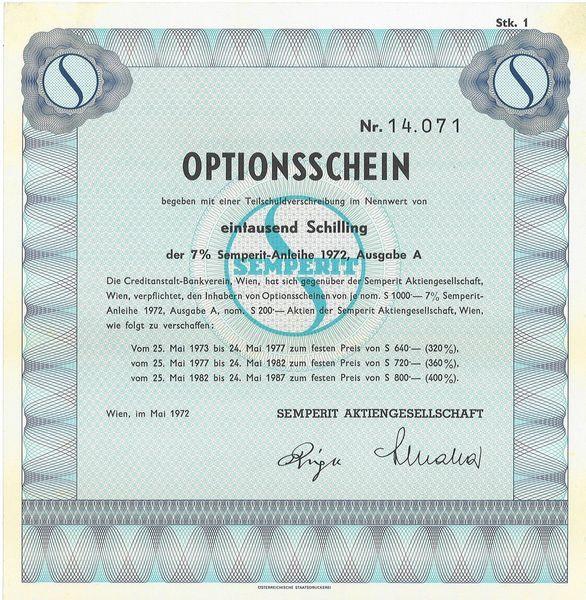 Stk. 1
Nr. 14.071
OPTIONSSCHEIN
begeben mit einer Teilschuldverschreibung im Nennwert von
eintausend Schilling
der 7% Semperit-Anleihe 1972, Ausgabe A
SEMPERIT
Die Creditanstalt-Bankverein, Wien, hat sich gegenüber der Semperit Aktiengesellschaft,
Wien, verpflichtet, den Inhabern von Optionsscheinen von je nom. S 1000·— 7% Semperit-
Anleihe 1972, Ausgabe A, nom. S 200·— Aktien der Semperit Aktiengesellschaft, Wien,
wie folgt zu verschaffen:
Vom 25. Mai 1973 bis 24. Mai 1977 zum festen Preis von S 640·— (320%),
vom 25. Mai 1977 bis 24. Mai 1982 zum festen Preis von S 720·— (360%),
vom 25. Mai 1982 bis 24. Mai 1987 zum festen Preis von S 800·— (400%).
Wien, im Mai 1972
SEMPERIT AKTIENGESELLSCHAFT
ÖSTERREICHISCHE STAATSDRUCKEREI